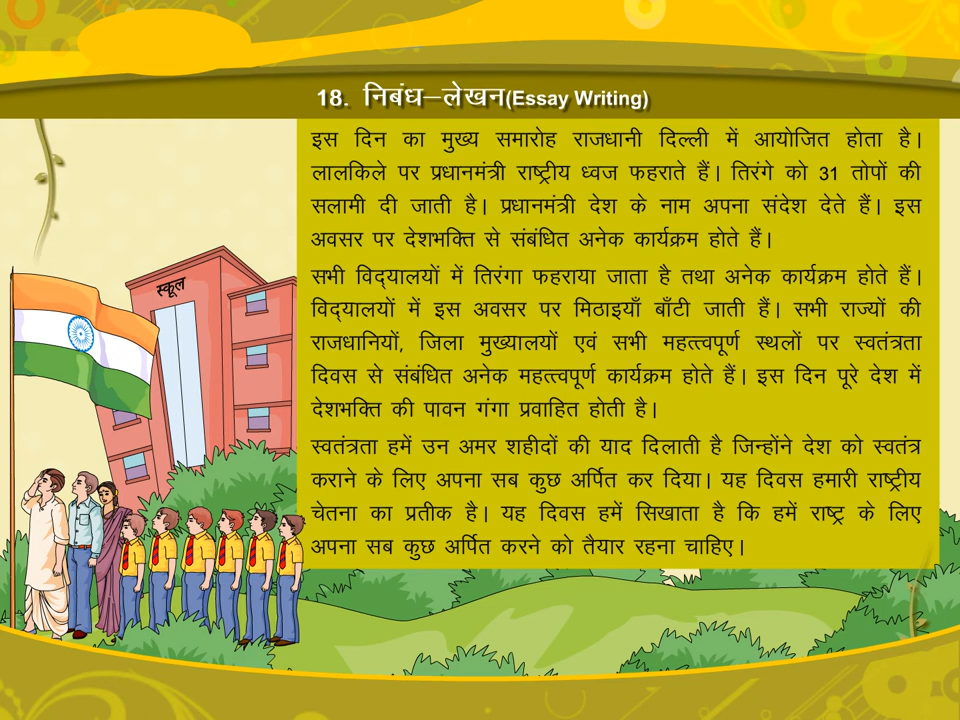 18. निबंध–लेखन(Essay Writing)
इस दिन का मुख्य समारोह राजधानी दिल्ली में आयोजित होता है।
लालकिले पर प्रधानमंत्री राष्ट्रीय ध्वज फहराते हैं। तिरंगे को 31 तोपों की
सलामी दी जाती है। प्रधानमंत्री देश के नाम अपना संदेश देते हैं। इस
अवसर पर देशभक्ति से संबंधित अनेक कार्यक्रम होते हैं।
सभी विद्‌यालयों में तिरंगा फहराया जाता है तथा अनेक कार्यक्रम होते हैं।
विद्‌यालयों में इस अवसर पर मिठाइयाँ बाँटी जाती हैं। सभी राज्यों की
राजधानियों, जिला मुख्यालयों एवं सभी महत्त्वपूर्ण स्थलों पर स्वतंत्रता
दिवस से संबंधित अनेक महत्त्वपूर्ण कार्यक्रम होते हैं। इस दिन पूरे देश में
देशभक्ति की पावन गंगा प्रवाहित होती है।
स्वतंत्रता हमें उन अमर शहीदों की याद दिलाती है जिन्होंने देश को स्वतंत्र
कराने के लिए अपना सब कुछ अर्पित कर दिया। यह दिवस हमारी राष्ट्रीय
चेतना का प्रतीक है। यह दिवस हमें सिखाता है कि हमें राष्ट्र के लिए
अपना सब कुछ अर्पित करने को तैयार रहना चाहिए।
स्कूल